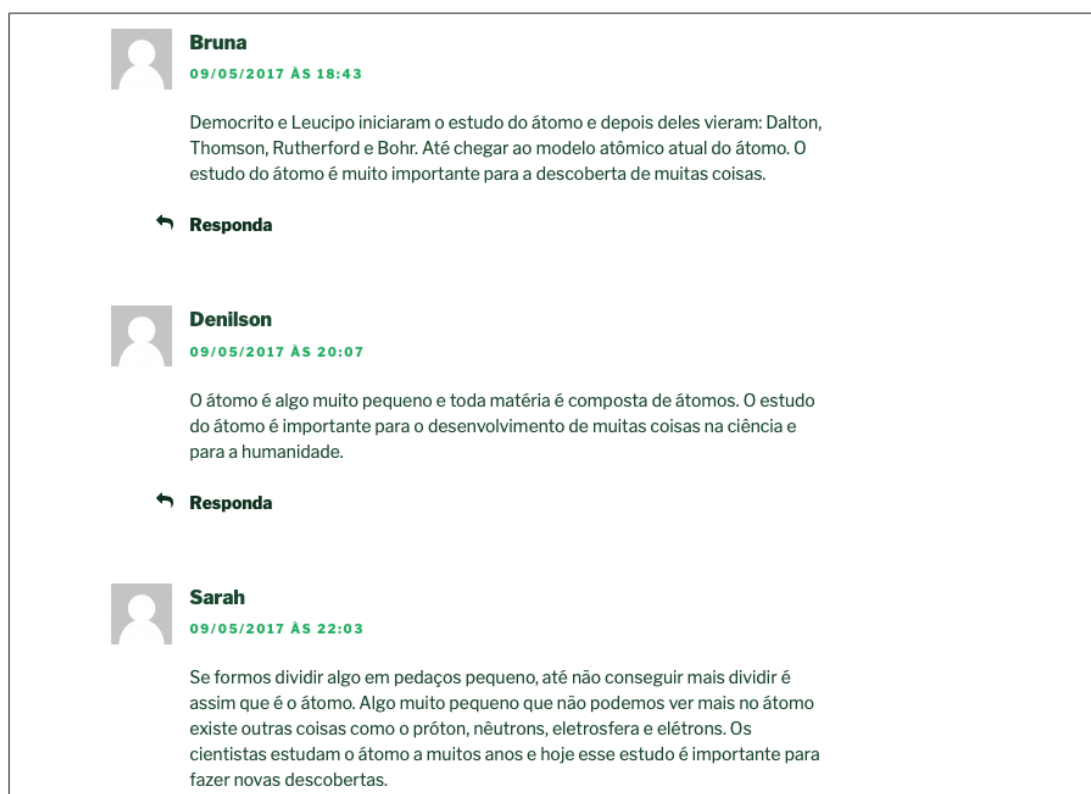 Bruna
09/05/2017 ÀS 18:43
Democrito e Leucipo iniciaram o estudo do átomo e depois deles vieram: Dalton,
Thomson, Rutherford e Bohr. Até chegar ao modelo atômico atual do átomo. O
estudo do átomo é muito importante para a descoberta de muitas coisas.
Responda
Denilson
09/05/2017 ÀS 20:07
O átomo é algo muito pequeno e toda matéria é composta de átomos. O estudo
do átomo é importante para o desenvolvimento de muitas coisas na ciência e
para a humanidade.
Responda
Sarah
09/05/2017 ÀS 22:03
Se formos dividir algo em pedaços pequeno, até não conseguir mais dividir é
assim que é o átomo. Algo muito pequeno que não podemos ver mais no átomo
existe outras coisas como o próton, nêutrons, eletrosfera e elétrons. Os
cientistas estudam o átomo a muitos anos e hoje esse estudo é importante para
fazer novas descobertas.